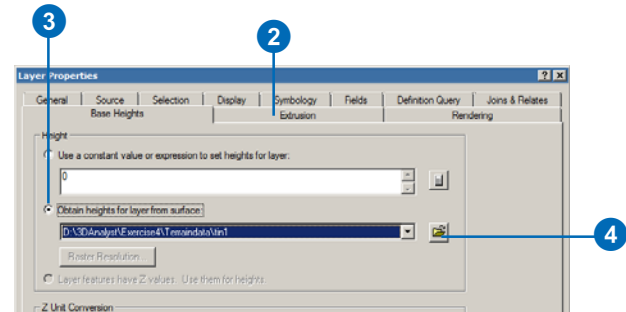 3
2
Layer Properties
General Source Selection Display Symbology Fields Definition Query Joins & Relates
Base Heights Extrusion Rendering
Height
Use a constant value or expression to set heights for layer:
0
Obtain heights for layer from surface:
D:\3DAnalyst\Exercise4\Terraindata\tin1
4
Raster Resolution...
Layer features have Z values. Use them for heights.
Z Unit Conversion